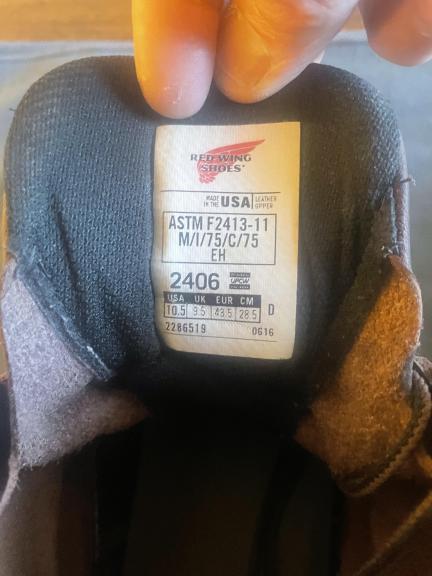 RED WING
SHOES®
MADE IN THE USA LEATHER UPPER
ASTM F2413-11
M/I/75/C/75
EH
2406 UFCW
USA UK EUR CM
10.5 9.5 43.5 28.5 D
2286519 0616